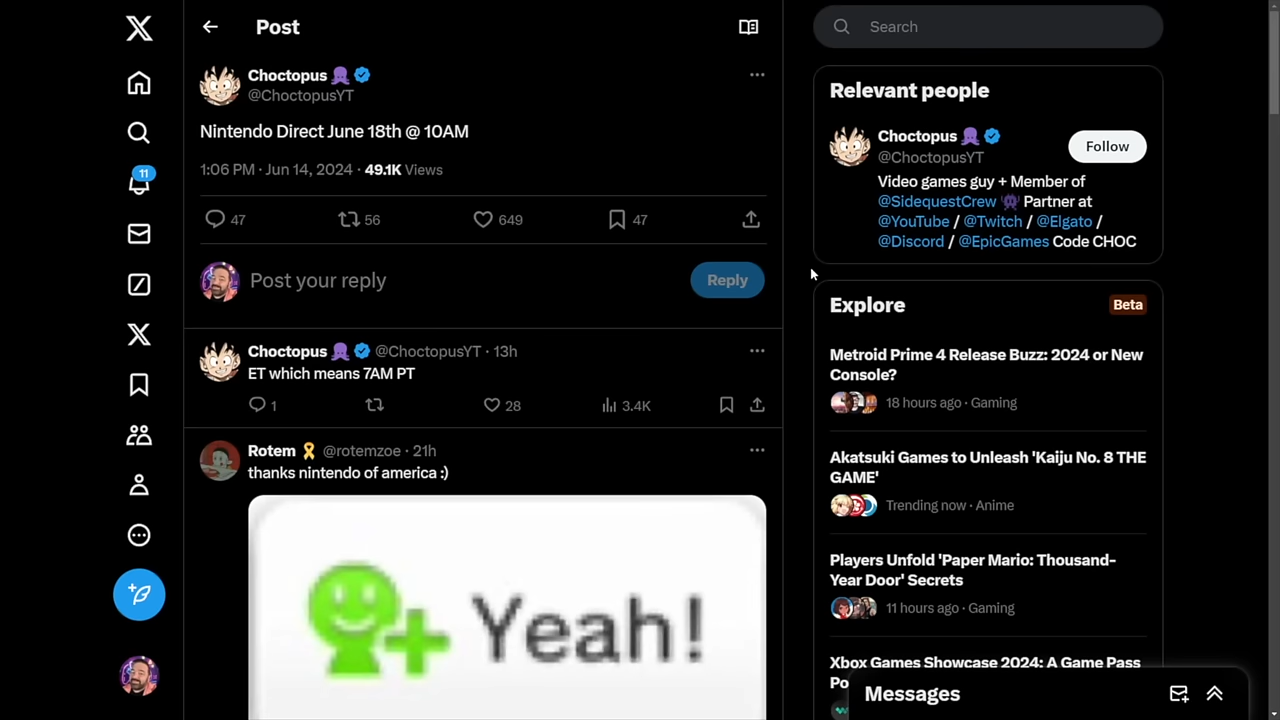 Post
Choctopus
@ChoctopusYT
Nintendo Direct June 18th @ 10AM
1:06 PM · Jun 14, 2024 · 49.1K Views
47 56 649 47
Post your reply
Reply
Choctopus @ChoctopusYT · 13h
ET which means 7AM PT
1 28 3.4K
Rotem @rotemzoe · 21h
thanks nintendo of america :)
Yeah!
11
Search
Relevant people
Choctopus
@ChoctopusYT
Follow
Video games guy + Member of
@SidequestCrew Partner at
@YouTube / @Twitch / @Elgato /
@Discord / @EpicGames Code CHOC
Explore
Beta
Metroid Prime 4 Release Buzz: 2024 or New
Console?
18 hours ago · Gaming
Akatsuki Games to Unleash 'Kaiju No. 8 THE
GAME'
Trending now · Anime
Players Unfold 'Paper Mario: Thousand-
Year Door' Secrets
11 hours ago · Gaming
Xbox Games Showcase 2024: A Game Pass
Messages